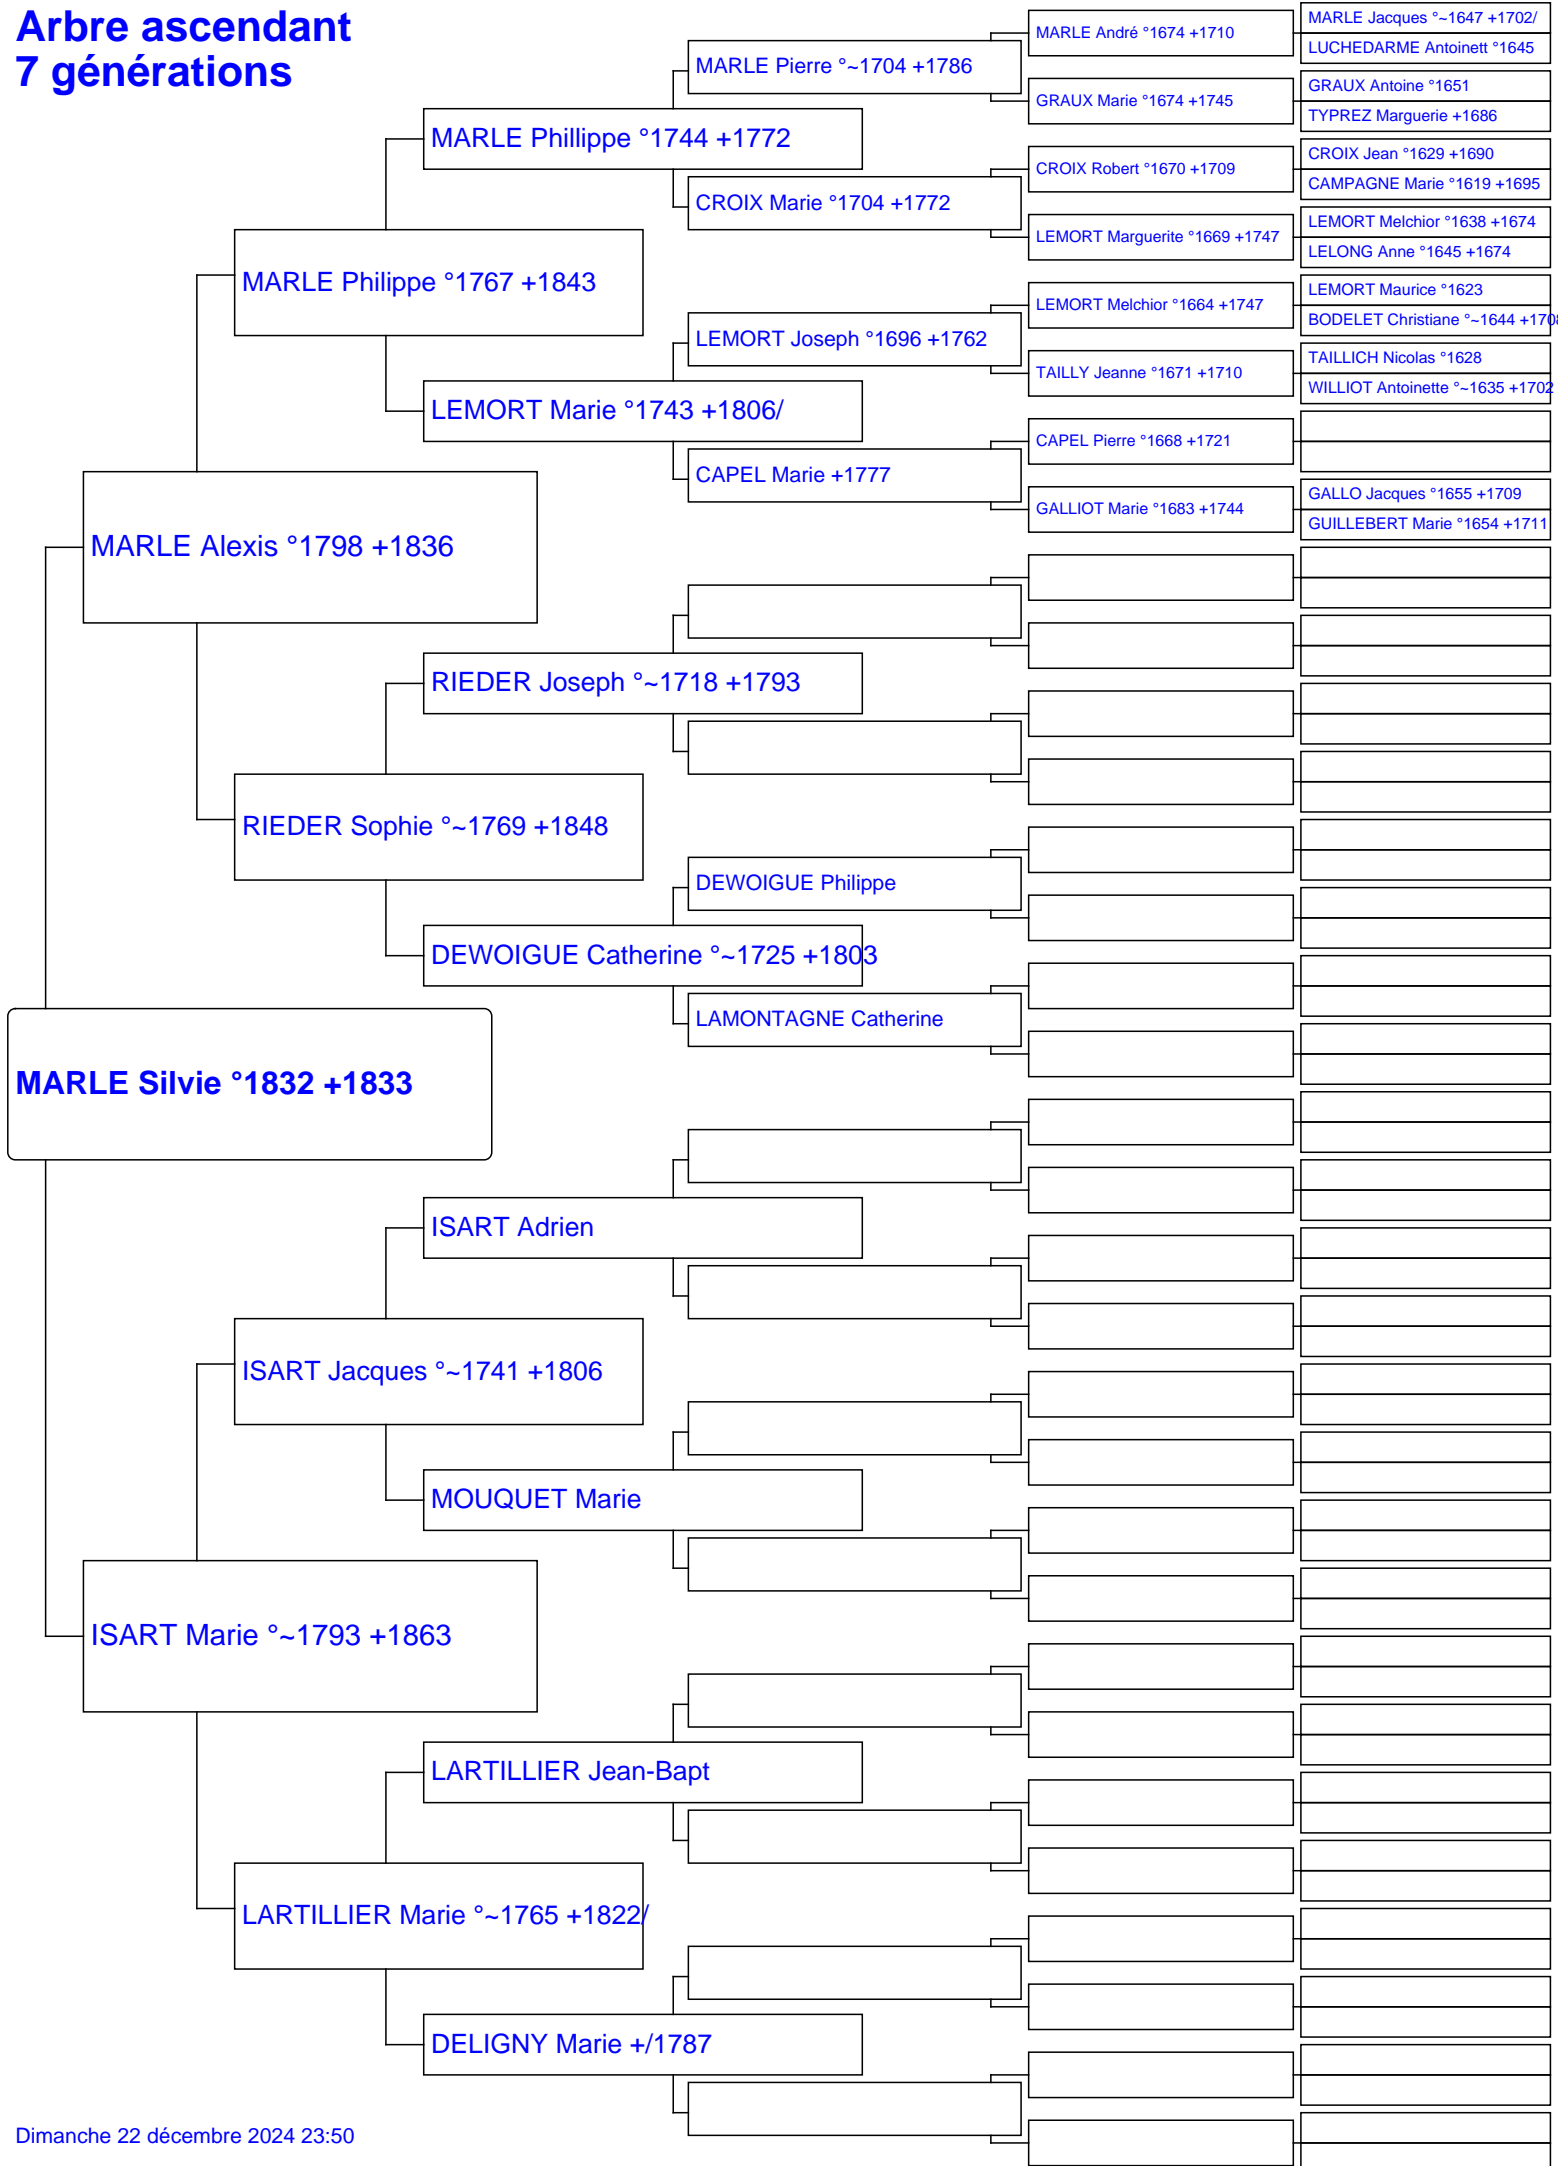 Arbre ascendant
7 générations
MARLE Jacques °~1647 +1702/
MARLE André °1674 +1710
LUCHEDARME Antoinett °1645
MARLE Pierre °~1704 +1786
GRAUX Antoine °1651
GRAUX Marie °1674 +1745
TYPREZ Marguerie +1686
MARLE Phillippe °1744 +1772
CROIX Jean °1629 +1690
CROIX Robert °1670 +1709
CAMPAGNE Marie °1619 +1695
CROIX Marie °1704 +1772
LEMORT Melchior °1638 +1674
LEMORT Marguerite °1669 +1747
LELONG Anne °1645 +1674
MARLE Philippe °1767 +1843
LEMORT Maurice °1623
LEMORT Melchior °1664 +1747
BODELET Christiane °~1644 +1708
LEMORT Joseph °1696 +1762
TAILLICH Nicolas °1628
TAILLY Jeanne °1671 +1710
WILLIOT Antoinette °~1635 +1702
LEMORT Marie °1743 +1806/
CAPEL Pierre °1668 +1721
CAPEL Marie +1777
GALLO Jacques °1655 +1709
GALLIOT Marie °1683 +1744
GUILLEBERT Marie °1654 +1711
MARLE Alexis °1798 +1836
RIEDER Joseph °~1718 +1793
RIEDER Sophie °~1769 +1848
DEWOIGUE Philippe
DEWOIGUE Catherine °~1725 +1803
LAMONTAGNE Catherine
MARLE Silvie °1832 +1833
ISART Adrien
ISART Jacques °~1741 +1806
MOUQUET Marie
ISART Marie °~1793 +1863
LARTILLIER Jean-Bapt
LARTILLIER Marie °~1765 +1822/
DELIGNY Marie +/1787
Dimanche 22 décembre 2024 23:50